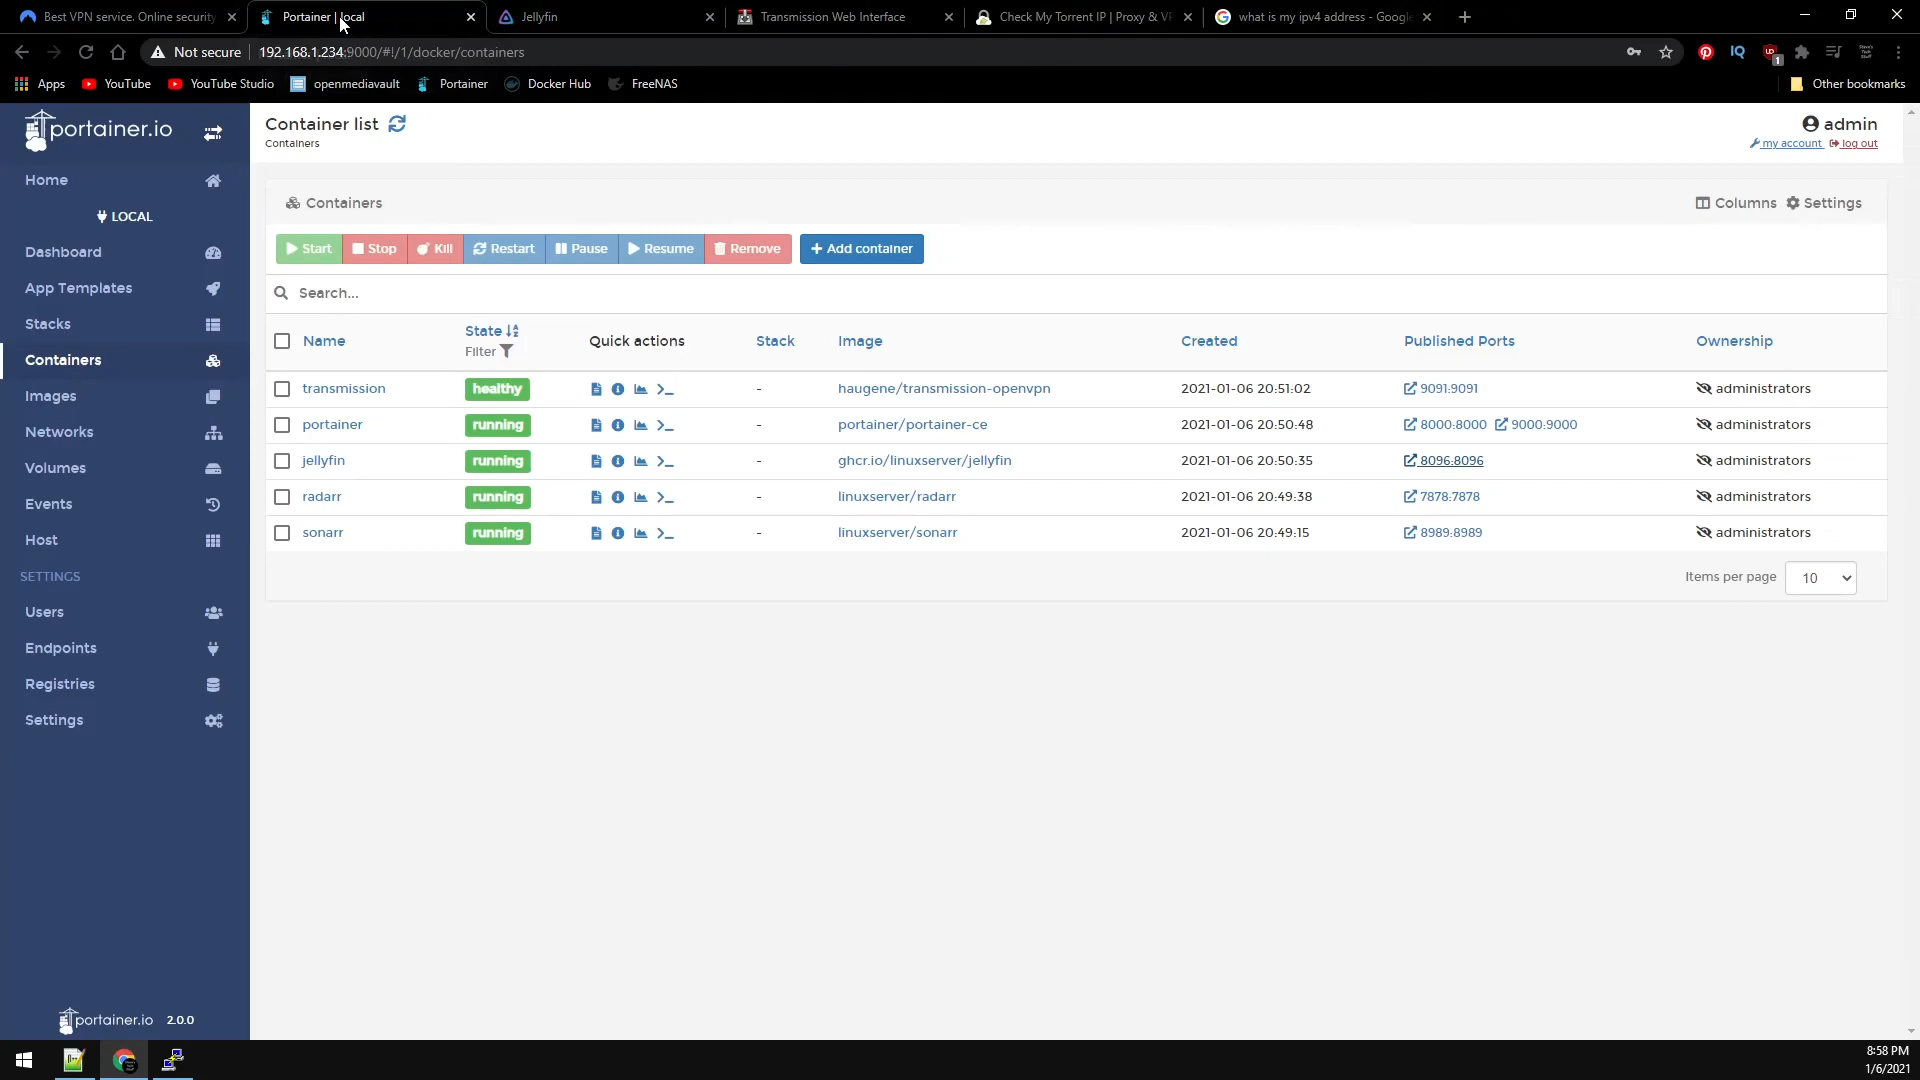 Best VPN service. Online security
Portainer | local
Jellyfin
Transmission Web Interface
Check My Torrent IP | Proxy & VP
what is my ipv4 address - Google
Not secure
192.168.1.234:9000/#!/1/docker/containers
Apps
YouTube
YouTube Studio
openmediavault
Portainer
Docker Hub
FreeNAS
Other bookmarks
portainer.io
Home
LOCAL
Dashboard
App Templates
Stacks
Containers
Images
Networks
Volumes
Events
Host
SETTINGS
Users
Endpoints
Registries
Settings
portainer.io 2.0.0
Container list
Containers
admin
my account log out
Containers
Columns Settings
Start Stop Kill Restart Pause Resume Remove Add container
Search...
Name State Filter Quick actions Stack Image Created Published Ports Ownership
transmission healthy - haugene/transmission-openvpn 2021-01-06 20:51:02 9091:9091 administrators
portainer running - portainer/portainer-ce 2021-01-06 20:50:48 8000:8000 9000:9000 administrators
jellyfin running - ghcr.io/linuxserver/jellyfin 2021-01-06 20:50:35 8096:8096 administrators
radarr running - linuxserver/radarr 2021-01-06 20:49:38 7878:7878 administrators
sonarr running - linuxserver/sonarr 2021-01-06 20:49:15 8989:8989 administrators
Items per page 10
8:58 PM
1/6/2021